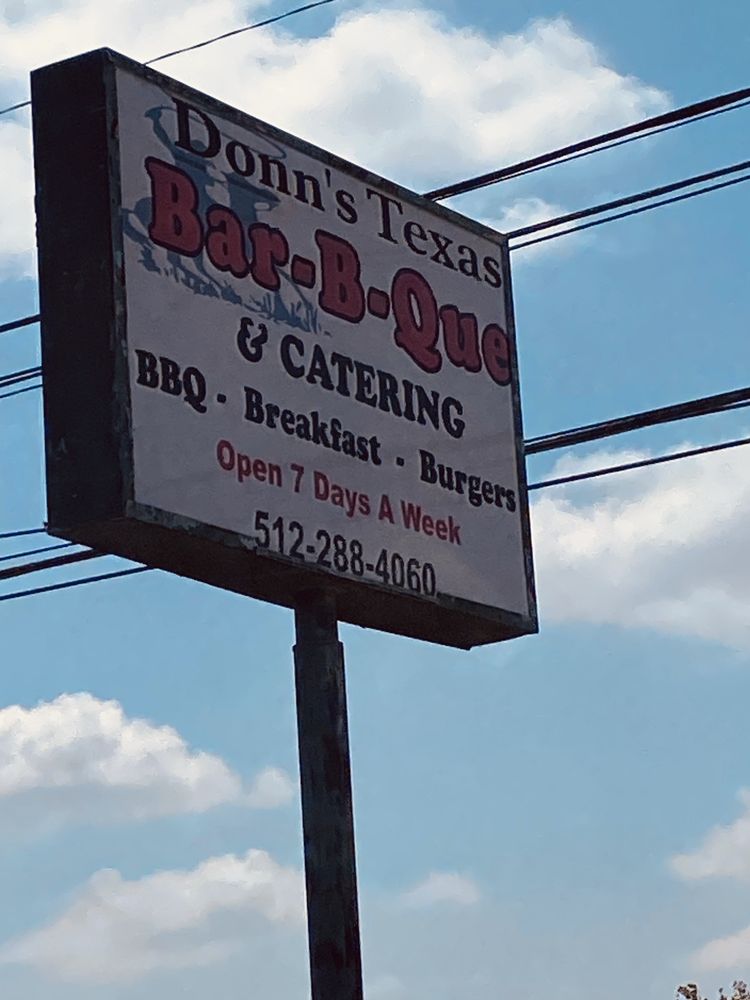 Donn's Texas
Bar-B-Que
& CATERING
BBQ · Breakfast · Burgers
Open 7 Days A Week
512-288-4060